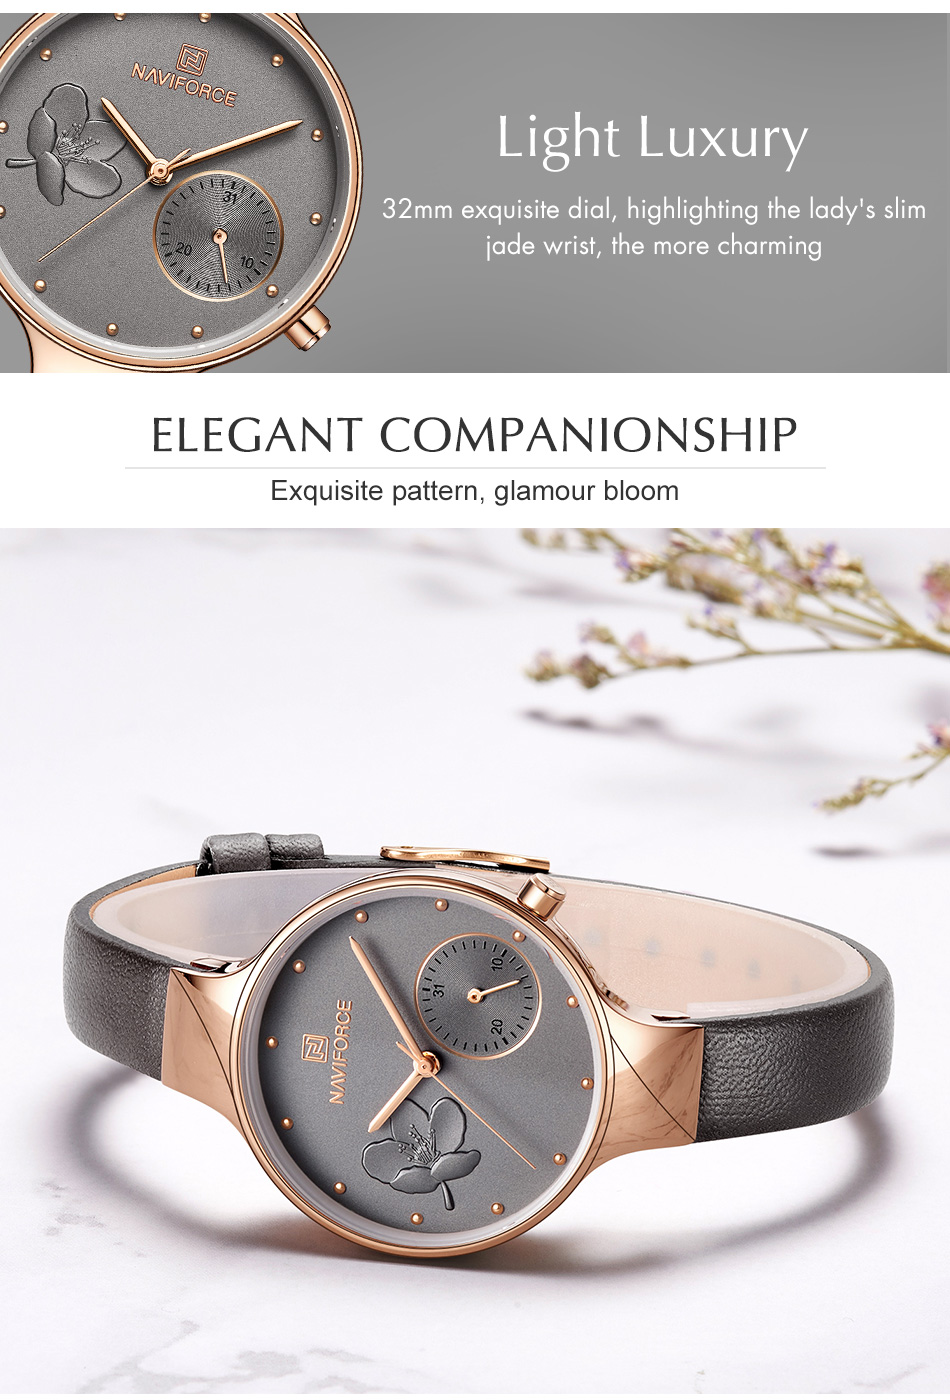 NAVIFORCE
31
20
10
Light Luxury
32mm exquisite dial, highlighting the lady's slim
jade wrist, the more charming
ELEGANT COMPANIONSHIP
Exquisite pattern, glamour bloom
NAVIFORCE
31
10
20